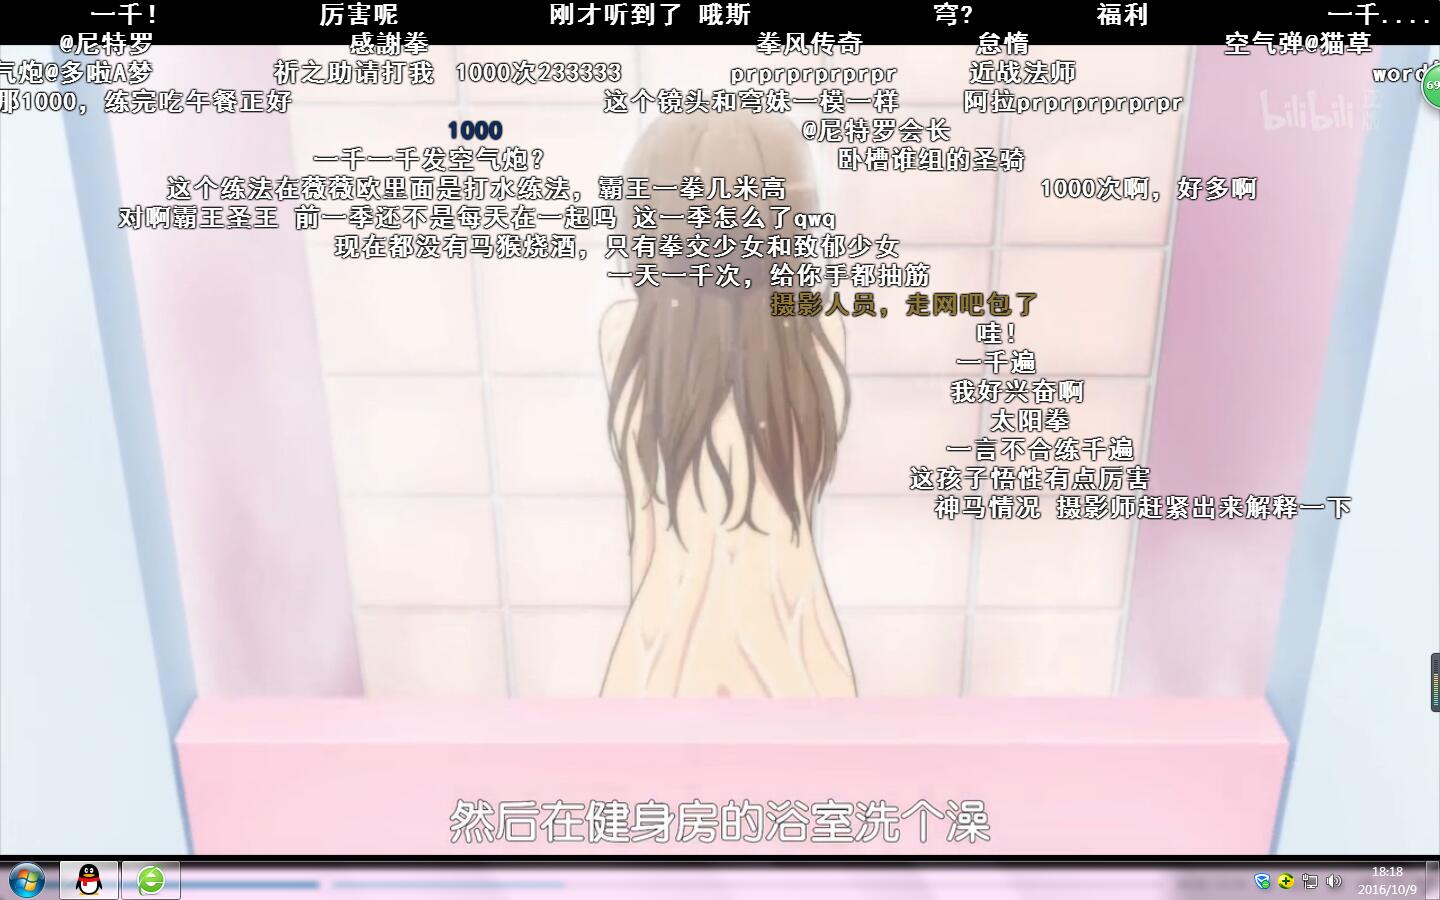 一千！ 厉害呢 刚才听到了 哦斯 穹？ 福利 一千....
@尼特罗 感謝拳 拳风传奇 怠惰 空气弹@猫草
气炮@多啦A梦 祈之助请打我 1000次233333 prprprprprpr 近战法师 word
那1000，练完吃午餐正好 这个镜头和穹妹一模一样 阿拉prprprprprpr
bilibili
1000 @尼特罗会长
一千一千发空气炮？ 卧槽谁组的圣骑
这个练法在薇薇欧里面是打水练法，霸王一拳几米高 1000次啊，好多啊
对啊霸王圣王 前一季还不是每天在一起吗 这一季怎么了qwq
现在都没有马猴烧酒，只有拳交少女和致郁少女
一天一千次，给你手都抽筋
摄影人员，走网吧包了
哇！
一千遍
我好兴奋啊
太阳拳
一言不合练千遍
这孩子悟性有点厉害
神马情况 摄影师赶紧出来解释一下
然后在健身房的浴室洗个澡
18:18
2016/10/9